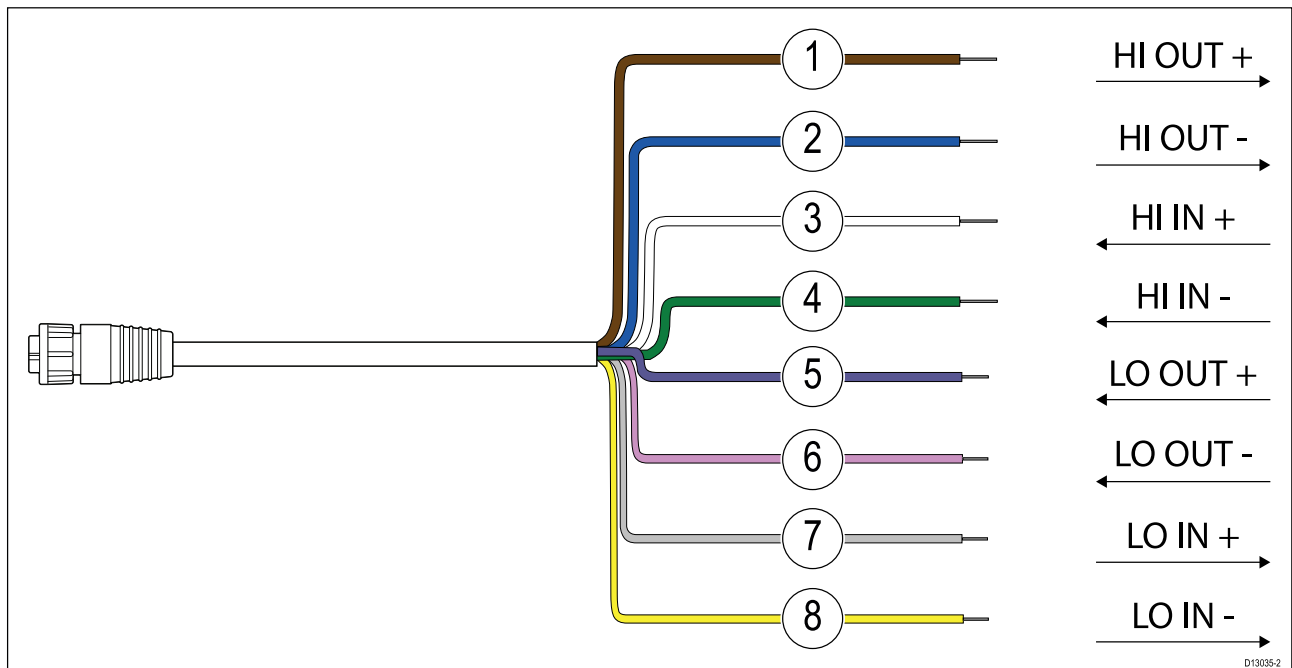 1 HI OUT +
2 HI OUT -
3 HI IN +
4 HI IN -
5 LO OUT +
6 LO OUT -
7 LO IN +
8 LO IN -
D13035-2